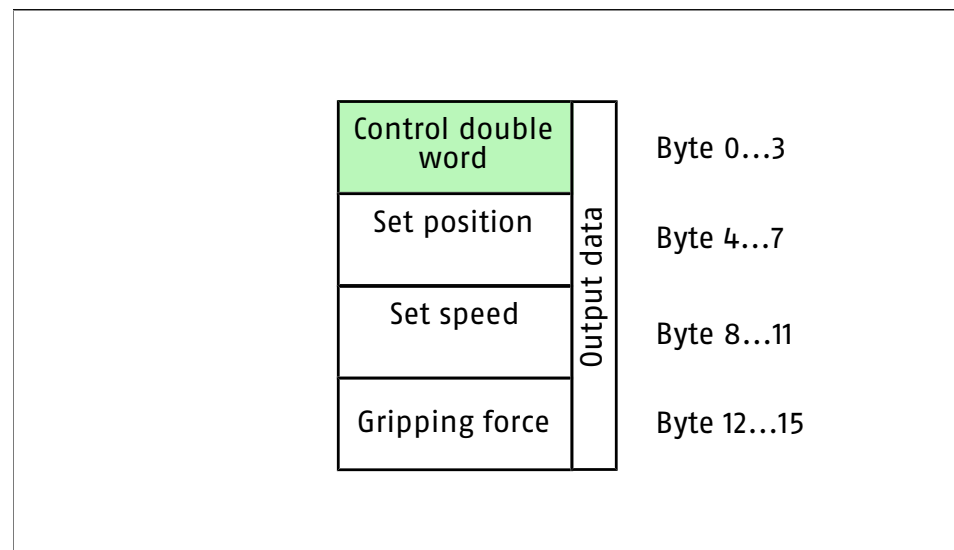 Control double
word
Byte 0...3
Set position
Byte 4...7
Set speed
Byte 8...11
Gripping force
Byte 12...15
Output data